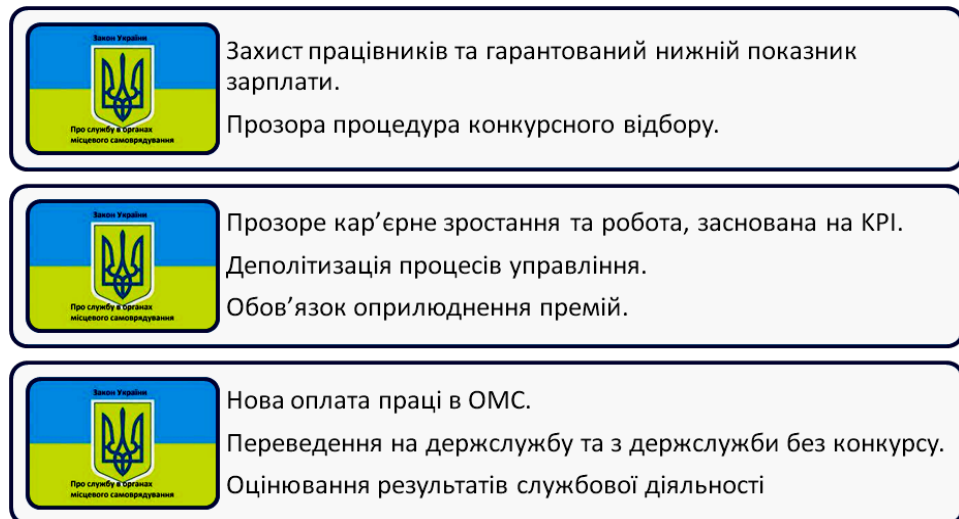 Закон України
Про службу в органах
місцевого самоврядування
Захист працівників та гарантований нижній показник
зарплати.
Прозора процедура конкурсного відбору.
Закон України
Про службу в органах
місцевого самоврядування
Прозоре кар’єрне зростання та робота, заснована на KPI.
Деполітизація процесів управління.
Обов’язок оприлюднення премій.
Закон України
Про службу в органах
місцевого самоврядування
Нова оплата праці в ОМС.
Переведення на держслужбу та з держслужби без конкурсу.
Оцінювання результатів службової діяльності